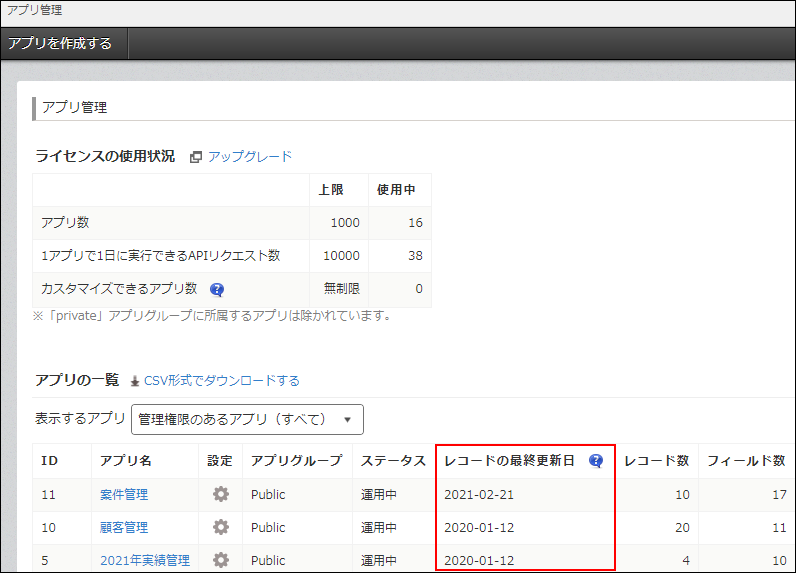 アプリ管理
アプリを作成する
アプリ管理
ライセンスの使用状況 アップグレード
上限 使用中
アプリ数 1000 16
1アプリで1日に実行できるAPIリクエスト数 10000 38
カスタマイズできるアプリ数 ? 無制限 0
※「private」アプリグループに所属するアプリは除かれています。
アプリの一覧 CSV形式でダウンロードする
表示するアプリ 管理権限のあるアプリ（すべて）
ID アプリ名 設定 アプリグループ ステータス レコードの最終更新日 ? レコード数 フィールド数
11 案件管理 Public 運用中 2021-02-21 10 17
10 顧客管理 Public 運用中 2020-01-12 20 11
5 2021年実績管理 Public 運用中 2020-01-12 4 10